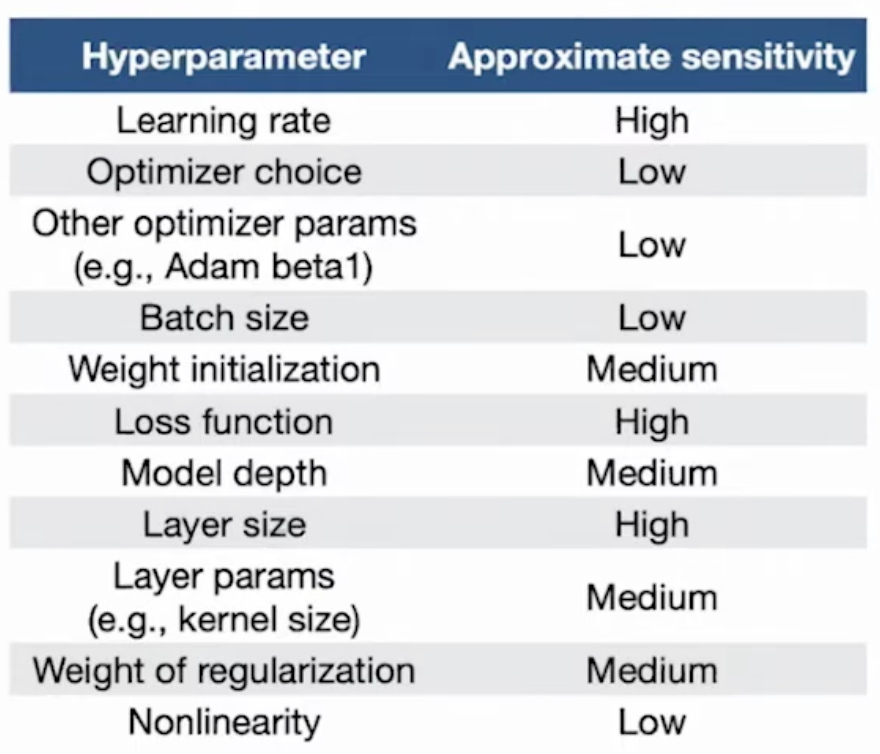 Hyperparameter Approximate sensitivity
Learning rate High
Optimizer choice Low
Other optimizer params
(e.g., Adam beta1) Low
Batch size Low
Weight initialization Medium
Loss function High
Model depth Medium
Layer size High
Layer params
(e.g., kernel size) Medium
Weight of regularization Medium
Nonlinearity Low